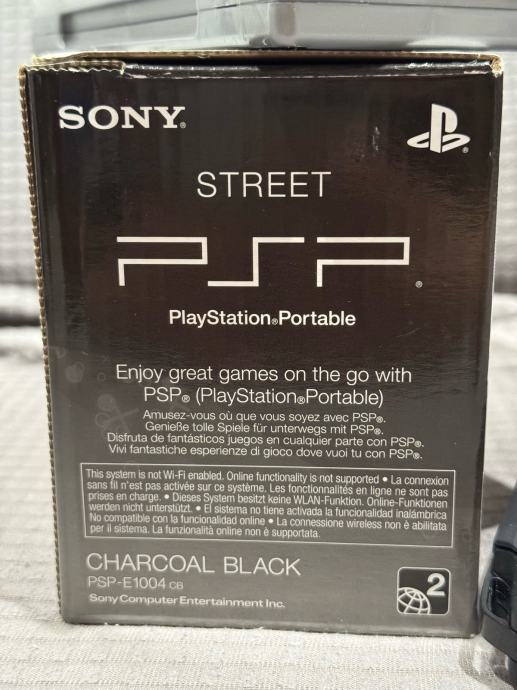 SONY®
STREET
PSP®
PlayStation®Portable
Enjoy great games on the go with
PSP® (PlayStation®Portable)
Amusez-vous où que vous soyez avec PSP®.
Genieße tolle Spiele für unterwegs mit PSP®.
Disfruta de fantásticos juegos en cualquier parte con PSP®.
Vivi fantastiche esperienze di gioco dove vuoi tu con PSP®.
This system is not Wi-Fi enabled. Online functionality is not supported • La connexion
sans fil n'est pas activée sur ce système. Les fonctionnalités en ligne ne sont pas
prises en charge. • Dieses System besitzt keine WLAN-Funktion. Online-Funktionen
werden nicht unterstützt. • El sistema no tiene activada la funcionalidad inalámbrica
No compatible con la funcionalidad online • La connessione wireless non è abilitata
per il sistema. La funzionalità online non è supportata.
CHARCOAL BLACK
PSP-E1004 CB
Sony Computer Entertainment Inc.
2